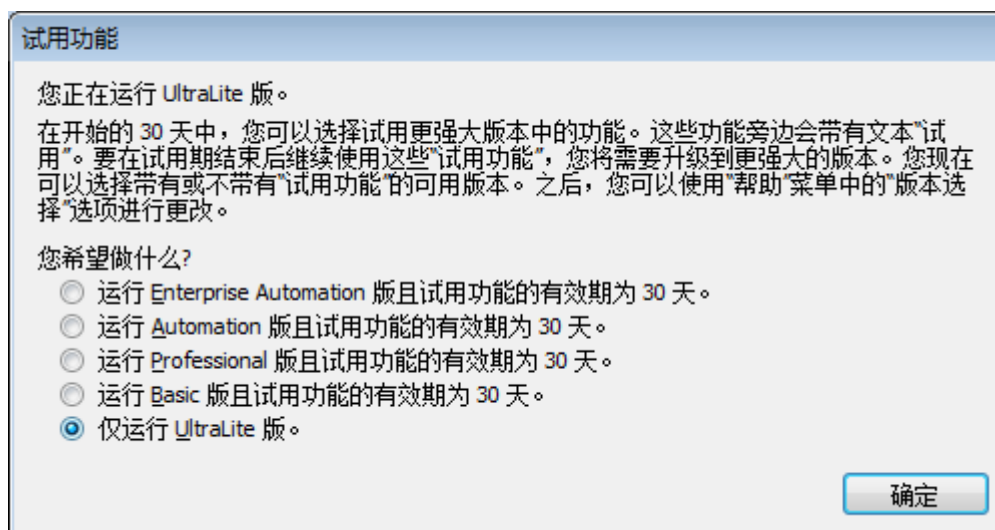 试用功能
您正在运行 UltraLite 版。
在开始的 30 天中，您可以选择试用更强大版本中的功能。这些功能旁边会带有文本"试
用"。要在试用期结束后继续使用这些"试用功能"，您将需要升级到更强大的版本。您现在
可以选择带有或不带有"试用功能"的可用版本。之后，您可以使用"帮助"菜单中的"版本选
择"选项进行更改。
您希望做什么?
运行 Enterprise Automation 版且试用功能的有效期为 30 天。
运行 Automation 版且试用功能的有效期为 30 天。
运行 Professional 版且试用功能的有效期为 30 天。
运行 Basic 版且试用功能的有效期为 30 天。
仅运行 UltraLite 版。
确定